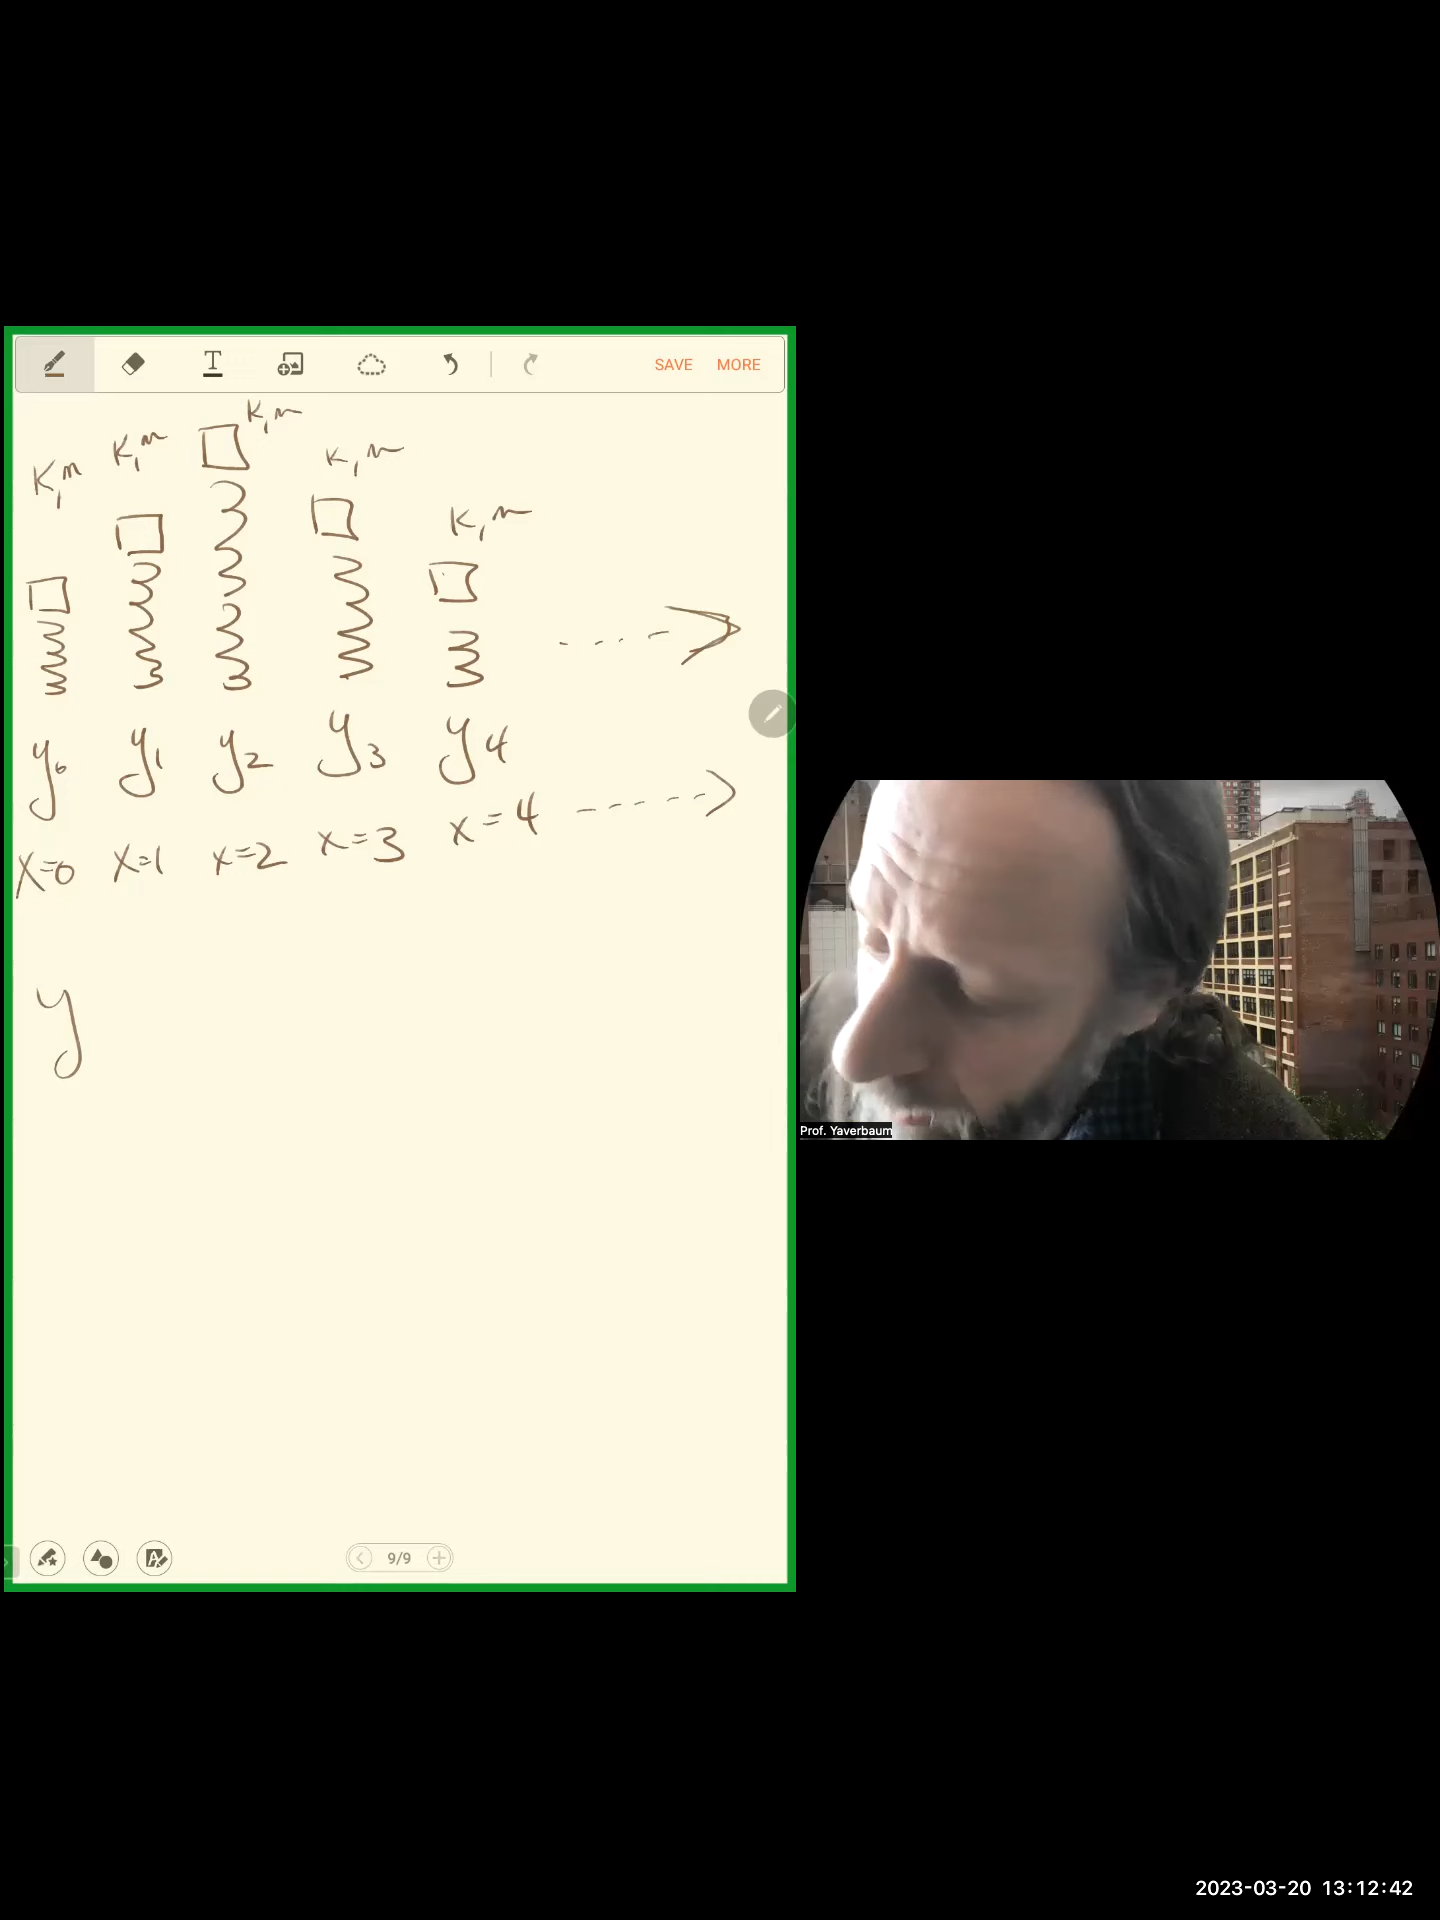 T
SAVE MORE
K,m K,m K,m K,m K,m
y₀ y₁ y₂ y₃ y₄
x=0 x=1 x=2 x=3 x=4
y
Prof. Yaverbaum
A
9/9
2023-03-20 13:12:42